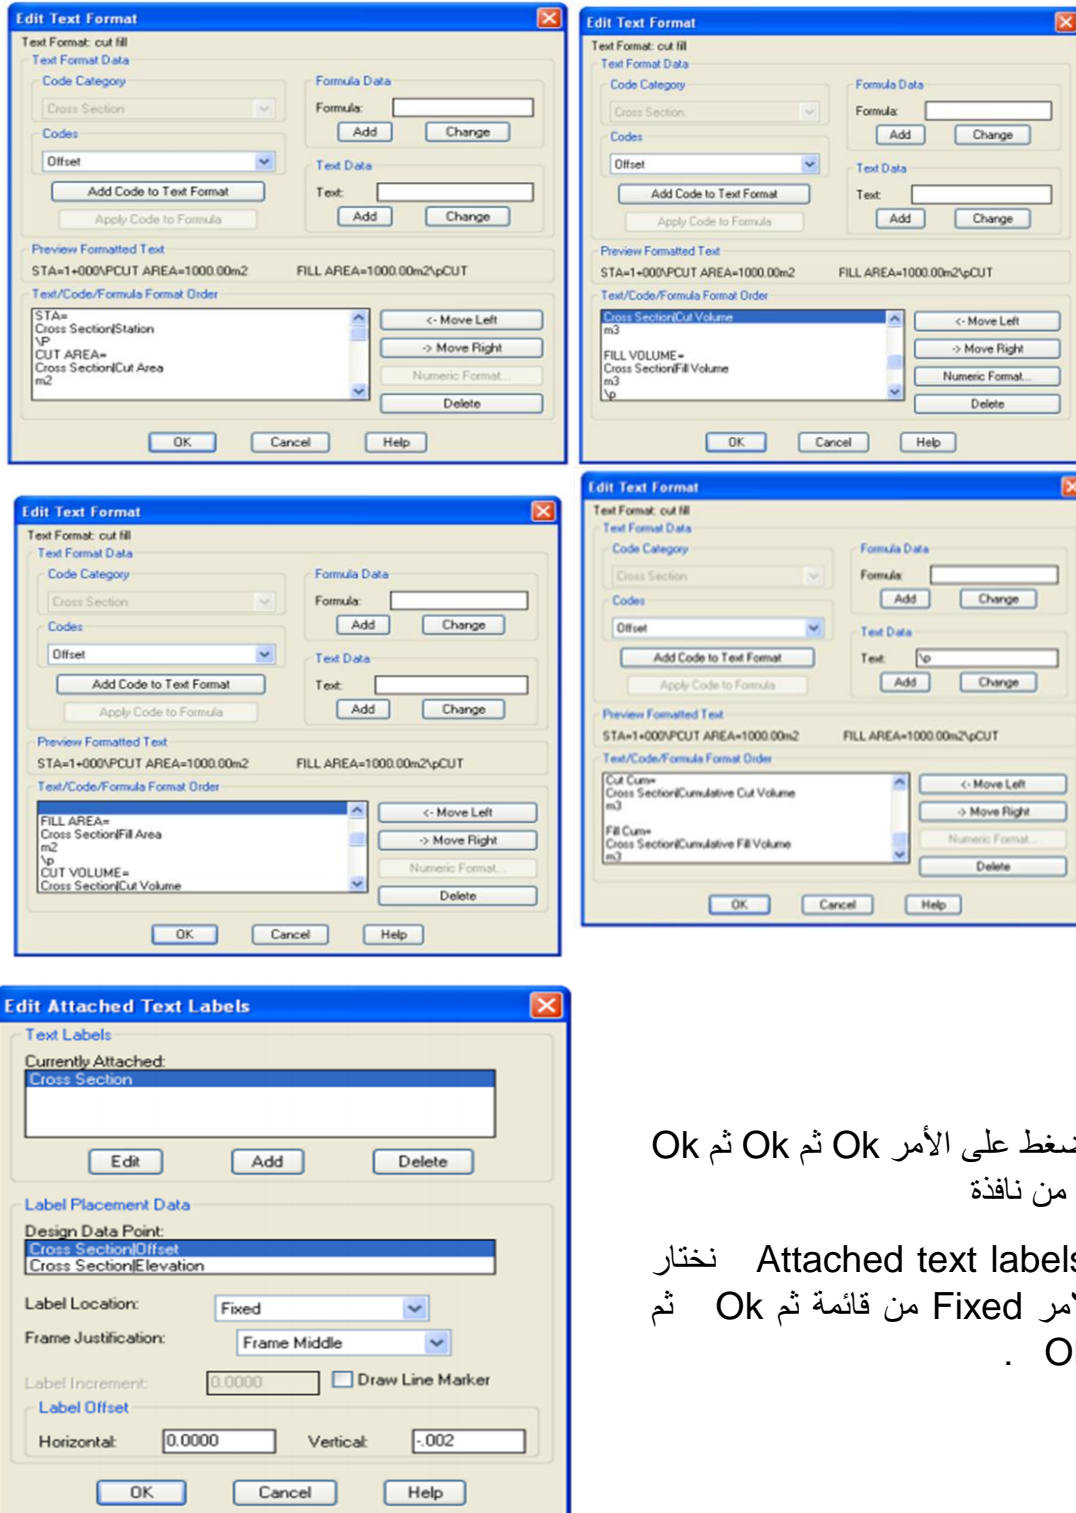 Edit Text Format
Text Format: cut fill
Text Format Data
Code Category
Cross Section
Codes
Offset
Add Code to Text Format
Apply Code to Formula
Formula Data
Formula:
Add Change
Text Data
Text:
Add Change
Preview Formatted Text
STA=1+000\PCUT AREA=1000.00m2 FILL AREA=1000.00m2\pCUT
Text/Code/Formula Format Order
STA=
Cross Section|Station
\P
CUT AREA=
Cross Section|Cut Area
m2
<- Move Left
-> Move Right
Numeric Format...
Delete
OK Cancel Help
Edit Text Format
Text Format: cut fill
Text Format Data
Code Category
Cross Section
Codes
Offset
Add Code to Text Format
Apply Code to Formula
Formula Data
Formula:
Add Change
Text Data
Text:
Add Change
Preview Formatted Text
STA=1+000\PCUT AREA=1000.00m2 FILL AREA=1000.00m2\pCUT
Text/Code/Formula Format Order
Cross Section|Cut Volume
m3
FILL VOLUME=
Cross Section|Fill Volume
m3
\p
<- Move Left
-> Move Right
Numeric Format...
Delete
OK Cancel Help
Edit Text Format
Text Format: cut fill
Text Format Data
Code Category
Cross Section
Codes
Offset
Add Code to Text Format
Apply Code to Formula
Formula Data
Formula:
Add Change
Text Data
Text:
Add Change
Preview Formatted Text
STA=1+000\PCUT AREA=1000.00m2 FILL AREA=1000.00m2\pCUT
Text/Code/Formula Format Order
FILL AREA=
Cross Section|Fill Area
m2
\p
CUT VOLUME=
Cross Section|Cut Volume
<- Move Left
-> Move Right
Numeric Format...
Delete
OK Cancel Help
Edit Text Format
Text Format: cut fill
Text Format Data
Code Category
Cross Section
Codes
Offset
Add Code to Text Format
Apply Code to Formula
Formula Data
Formula:
Add Change
Text Data
Text: \p
Add Change
Preview Formatted Text
STA=1+000\PCUT AREA=1000.00m2 FILL AREA=1000.00m2\pCUT
Text/Code/Formula Format Order
Cut Cum=
Cross Section|Cumulative Cut Volume
m3
Fill Cum=
Cross Section|Cumulative Fill Volume
m3
<- Move Left
-> Move Right
Numeric Format...
Delete
OK Cancel Help
Edit Attached Text Labels
Text Labels
Currently Attached:
Cross Section
Edit Add Delete
Label Placement Data
Design Data Point:
Cross Section|Offset
Cross Section|Elevation
Label Location: Fixed
Frame Justification: Frame Middle
Label Increment: 0.0000 Draw Line Marker
Label Offset
Horizontal: 0.0000 Vertical: -.002
OK Cancel Help
على الأمر Ok ثم Ok ثم Ok
من نافذة
Attached text labels نختار
Fixed من قائمة ثم Ok ثم
.